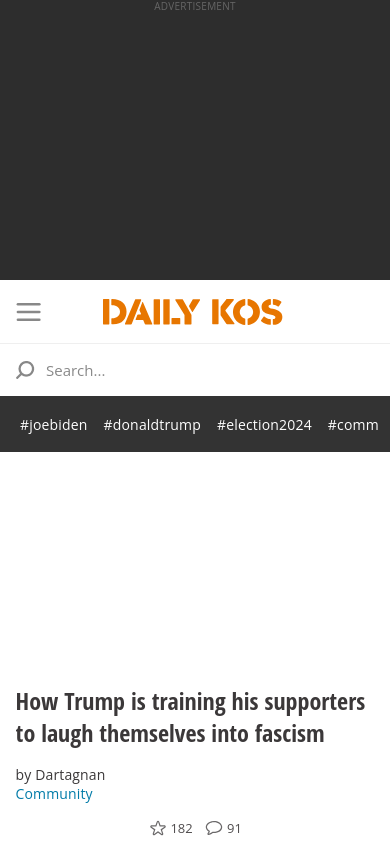 ADVERTISEMENT
DAILY KOS
Search...
#joebiden #donaldtrump #election2024 #comm
How Trump is training his supporters
to laugh themselves into fascism
by Dartagnan
Community
182 91